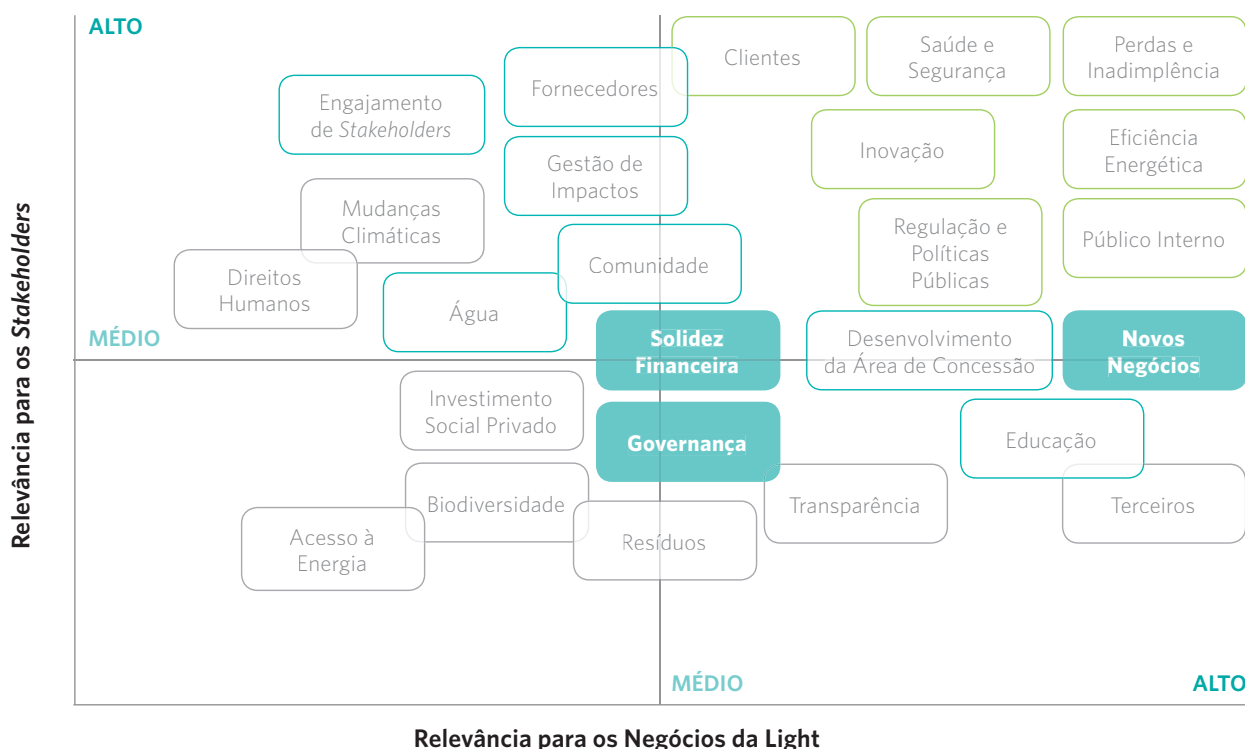 ALTO
Clientes
Saúde e
Segurança
Perdas e
Inadimplência
Fornecedores
Engajamento
de Stakeholders
Inovação
Eficiência
Energética
Gestão de
Impactos
Mudanças
Climáticas
Regulação e
Políticas
Públicas
Público Interno
Comunidade
Direitos
Humanos
Água
MÉDIO
Solidez
Financeira
Desenvolvimento
da Área de Concessão
Novos
Negócios
Investimento
Social Privado
Governança
Educação
Biodiversidade
Transparência
Terceiros
Acesso à
Energia
Resíduos
MÉDIO
ALTO
Relevância para os Stakeholders
Relevância para os Negócios da Light